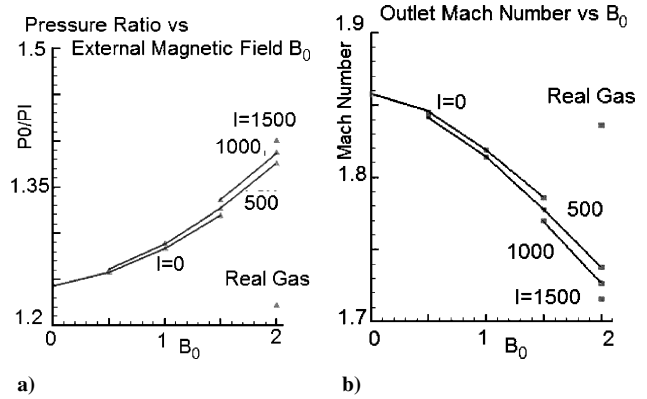 Pressure Ratio vs
External Magnetic Field B₀
1.5
P0/PI
I=1500
1000
1.35
500
I=0
Real Gas
1.2
0
1
B₀
2
a)
Outlet Mach Number vs B₀
1.9
Mach Number
I=0
Real Gas
1.8
500
1000
I=1500
1.7
0
1
B₀
2
b)